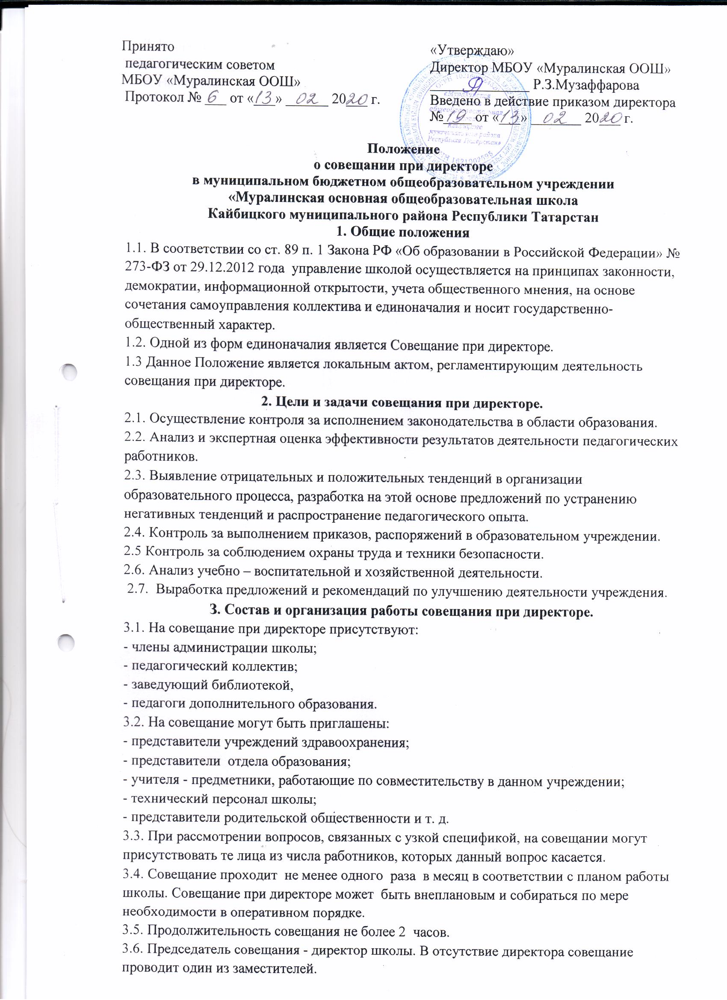 Принято
педагогическим советом
МБОУ «Муралинская ООШ»
Протокол № 6 от «13» 02 2020 г.
«Утверждаю»
Директор МБОУ «Муралинская ООШ»
Р.З.Музаффарова
Введено в действие приказом директора
№ 19 от «13» 02 2020 г.
«Муралинская
муниципального района
Республики Татарстан»
Положение
о совещании при директоре
в муниципальном бюджетном общеобразовательном учреждении
«Муралинская основная общеобразовательная школа
Кайбицкого муниципального района Республики Татарстан
1. Общие положения
1.1. В соответствии со ст. 89 п. 1 Закона РФ «Об образовании в Российской Федерации» №
273-ФЗ от 29.12.2012 года управление школой осуществляется на принципах законности,
демократии, информационной открытости, учета общественного мнения, на основе
сочетания самоуправления коллектива и единоначалия и носит государственно-
общественный характер.
1.2. Одной из форм единоначалия является Совещание при директоре.
1.3 Данное Положение является локальным актом, регламентирующим деятельность
совещания при директоре.
2. Цели и задачи совещания при директоре.
2.1. Осуществление контроля за исполнением законодательства в области образования.
2.2. Анализ и экспертная оценка эффективности результатов деятельности педагогических
работников.
2.3. Выявление отрицательных и положительных тенденций в организации
образовательного процесса, разработка на этой основе предложений по устранению
негативных тенденций и распространение педагогического опыта.
2.4. Контроль за выполнением приказов, распоряжений в образовательном учреждении.
2.5 Контроль за соблюдением охраны труда и техники безопасности.
2.6. Анализ учебно – воспитательной и хозяйственной деятельности.
2.7. Выработка предложений и рекомендаций по улучшению деятельности учреждения.
3. Состав и организация работы совещания при директоре.
3.1. На совещание при директоре присутствуют:
- члены администрации школы;
- педагогический коллектив;
- заведующий библиотекой,
- педагоги дополнительного образования.
3.2. На совещание могут быть приглашены:
- представители учреждений здравоохранения;
- представители отдела образования;
- учителя - предметники, работающие по совместительству в данном учреждении;
- технический персонал школы;
- представители родительской общественности и т. д.
3.3. При рассмотрении вопросов, связанных с узкой спецификой, на совещании могут
присутствовать те лица из числа работников, которых данный вопрос касается.
3.4. Совещание проходит не менее одного раза в месяц в соответствии с планом работы
школы. Совещание при директоре может быть внеплановым и собираться по мере
необходимости в оперативном порядке.
3.5. Продолжительность совещания не более 2 часов.
3.6. Председатель совещания - директор школы. В отсутствие директора совещание
проводит один из заместителей.